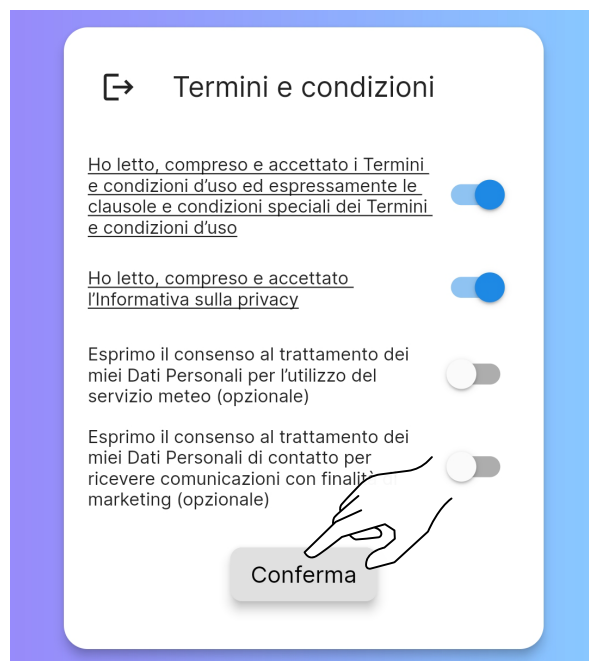 Termini e condizioni
Ho letto, compreso e accettato i Termini
e condizioni d’uso ed espressamente le
clausole e condizioni speciali dei Termini
e condizioni d’uso
Ho letto, compreso e accettato
l’Informativa sulla privacy
Esprimo il consenso al trattamento dei
miei Dati Personali per l’utilizzo del
servizio meteo (opzionale)
Esprimo il consenso al trattamento dei
miei Dati Personali di contatto per
ricevere comunicazioni con finalità di
marketing (opzionale)
Conferma